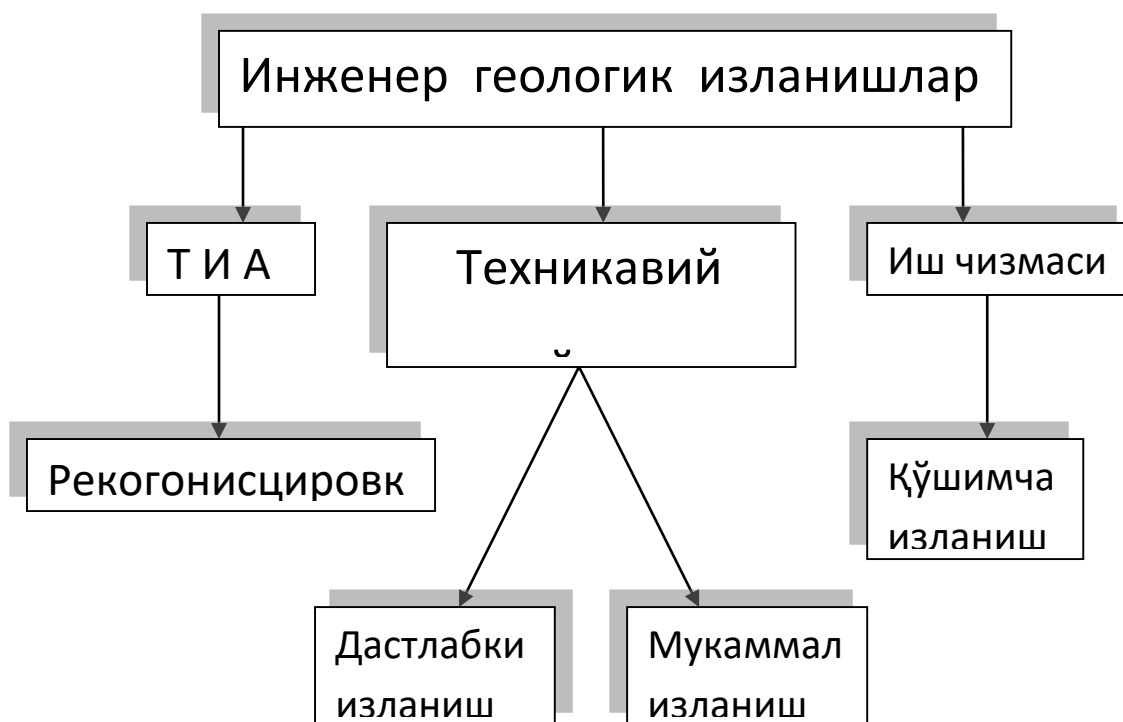 Инженер геологик изланишлар
Т И А
Техникавий
Иш чизмаси
Рекогонисцировк
Қўшимча
изланиш
Дастлабки
изланиш
Мукаммал
изланиш